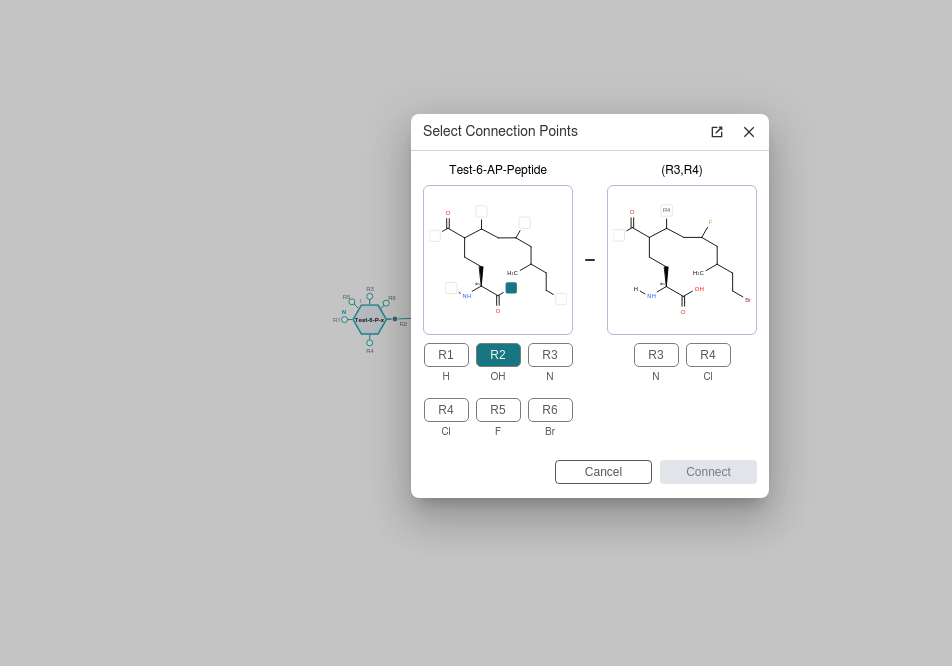 Select Connection Points
Test-6-AP-Peptide
(R3,R4)
O
H₃C
NH
O
–
O
R4
F
H₃C
H
NH
OH
O
Br
R1
R2
R3
H
OH
N
R4
R5
R6
Cl
F
Br
R3
R4
N
Cl
Cancel
Connect
R3
R5
R6
N
R1
Test-6-P-x
R2
R4